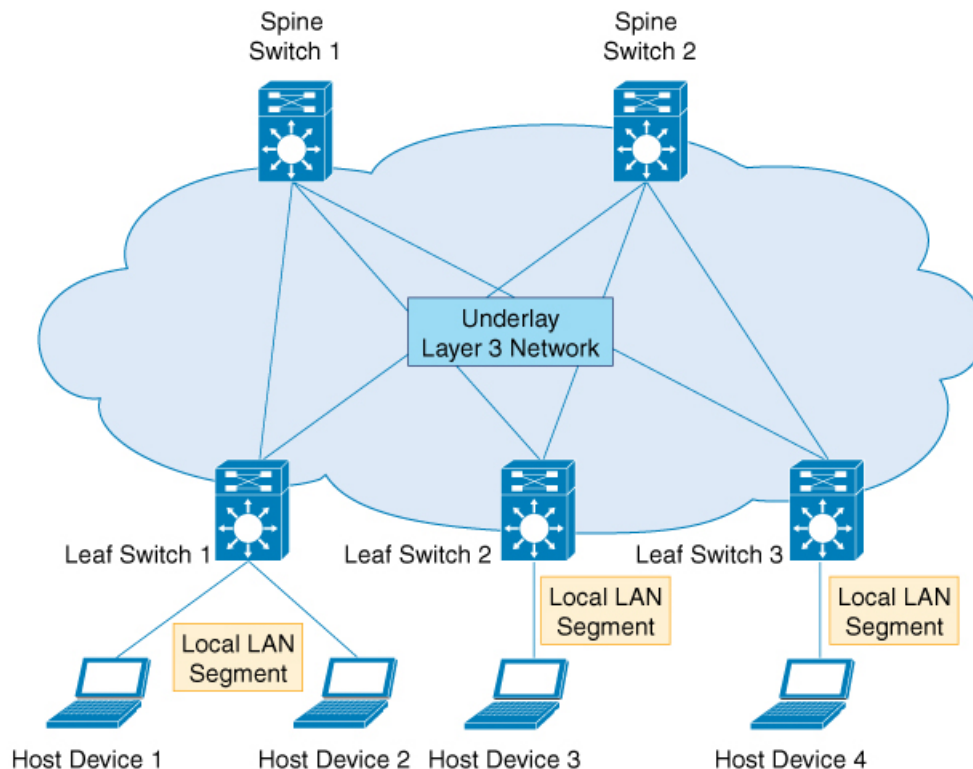 Spine
Switch 1
Spine
Switch 2
Underlay
Layer 3 Network
Leaf Switch 1
Leaf Switch 2
Leaf Switch 3
Local LAN
Segment
Local LAN
Segment
Local LAN
Segment
Host Device 1
Host Device 2
Host Device 3
Host Device 4